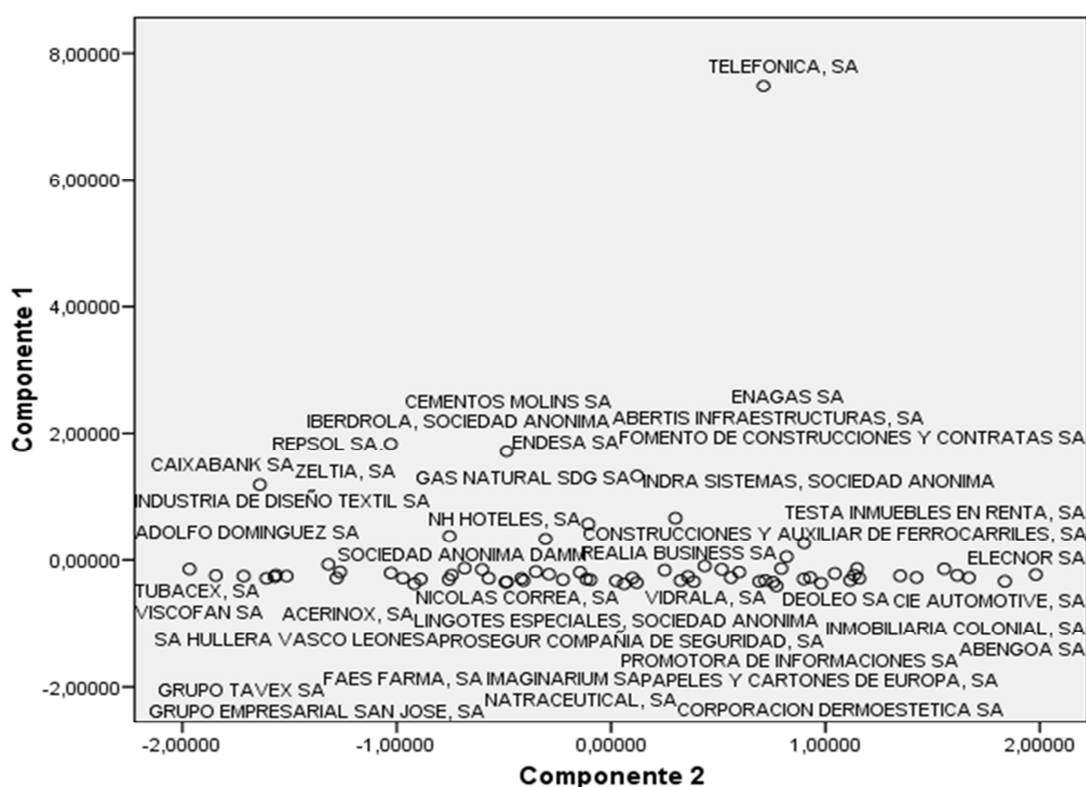 8,00000
TELEFONICA, SA
6,00000
4,00000
Componente 1
ENAGAS SA
CEMENTOS MOLINS SA
IBERDROLA, SOCIEDAD ANONIMA ABERTIS INFRAESTRUCTURAS, SA
2,00000
REPSOL SA. ENDESA SA FOMENTO DE CONSTRUCCIONES Y CONTRATAS SA
CAIXABANK SA ZELTIA, SA GAS NATURAL SDG SA INDRA SISTEMAS, SOCIEDAD ANONIMA
INDUSTRIA DE DISEÑO TEXTIL SA
NH HOTELES, SA TESTA INMUEBLES EN RENTA, SA
ADOLFO DOMINGUEZ SA CONSTRUCCIONES Y AUXILIAR DE FERROCARRILES, SA
SOCIEDAD ANONIMA DAMM REALIA BUSINESS SA ELECNOR SA
0,00000
TUBACEX, SA NICOLAS CORREA, SA VIDRALA, SA DEOLEO SA CIE AUTOMOTIVE, SA
VISCOFAN SA ACERINOX, SA LINGOTES ESPECIALES, SOCIEDAD ANONIMA INMOBILIARIA COLONIAL, SA
SA HULLERA VASCO LEONESA PROSEGUR COMPAÑIA DE SEGURIDAD, SA ABENGOA SA
PROMOTORA DE INFORMACIONES SA
-2,00000
GRUPO TAVEX SA FAES FARMA, SA IMAGINARIUM SA PAPELES Y CARTONES DE EUROPA, SA
NATRACEUTICAL, SA
GRUPO EMPRESARIAL SAN JOSE, SA CORPORACION DERMOESTETICA SA
-2,00000 -1,00000 0,00000 1,00000 2,00000
Componente 2